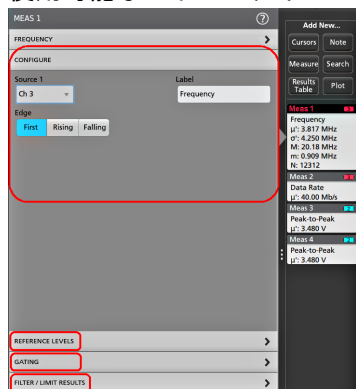 MEAS 1
FREQUENCY
CONFIGURE
Source 1
Label
Ch 3
Frequency
Edge
First
Rising
Falling
REFERENCE LEVELS
GATING
FILTER / LIMIT RESULTS
Add New...
Cursors
Note
Measure
Search
Results Table
Plot
Meas 1
Frequency
µ': 3.817 MHz
σ': 4.250 MHz
M: 20.18 MHz
m: 0.909 MHz
N: 12312
Meas 2
Data Rate
µ': 40.00 Mb/s
Meas 3
Peak-to-Peak
µ': 3.480 V
Meas 4
Peak-to-Peak
µ': 3.480 V